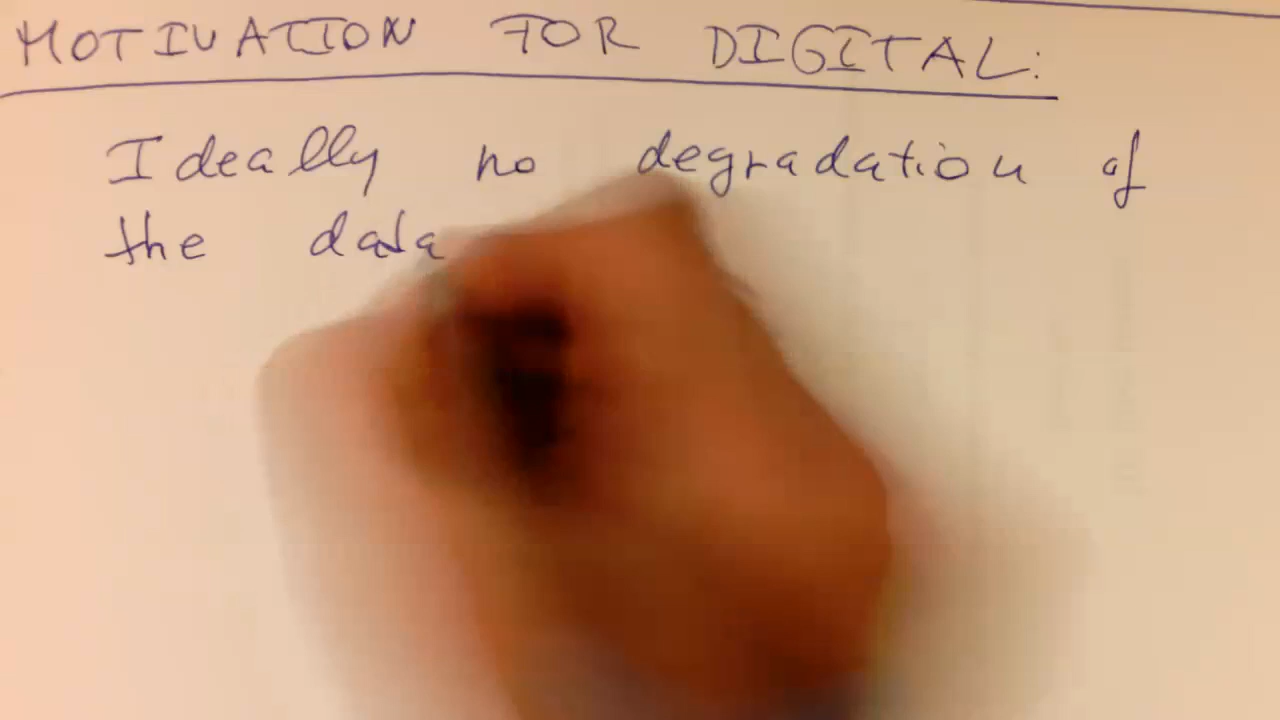 MOTIVATION FOR DIGITAL:
Ideally no degradation of
the data